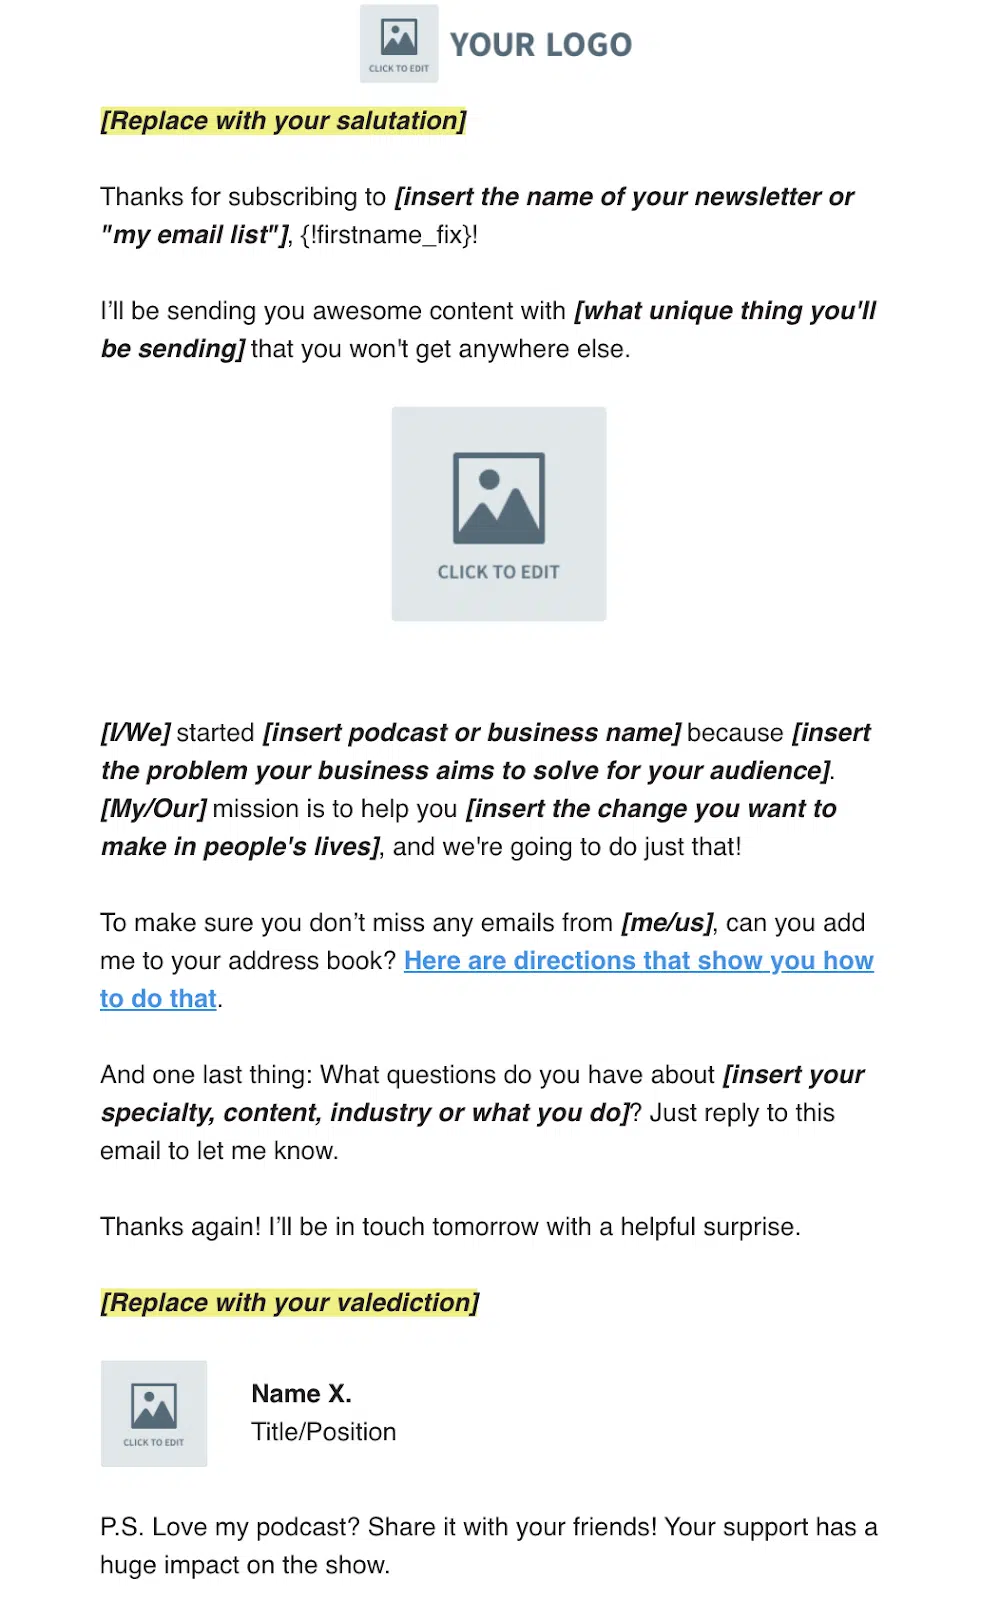 CLICK TO EDIT
YOUR LOGO
[Replace with your salutation]
Thanks for subscribing to [insert the name of your newsletter or
"my email list"], {!firstname_fix}!
I’ll be sending you awesome content with [what unique thing you'll
be sending] that you won't get anywhere else.
CLICK TO EDIT
[I/We] started [insert podcast or business name] because [insert
the problem your business aims to solve for your audience].
[My/Our] mission is to help you [insert the change you want to
make in people's lives], and we're going to do just that!
To make sure you don’t miss any emails from [me/us], can you add
me to your address book? Here are directions that show you how
to do that.
And one last thing: What questions do you have about [insert your
specialty, content, industry or what you do]? Just reply to this
email to let me know.
Thanks again! I’ll be in touch tomorrow with a helpful surprise.
[Replace with your valediction]
CLICK TO EDIT
Name X.
Title/Position
P.S. Love my podcast? Share it with your friends! Your support has a
huge impact on the show.